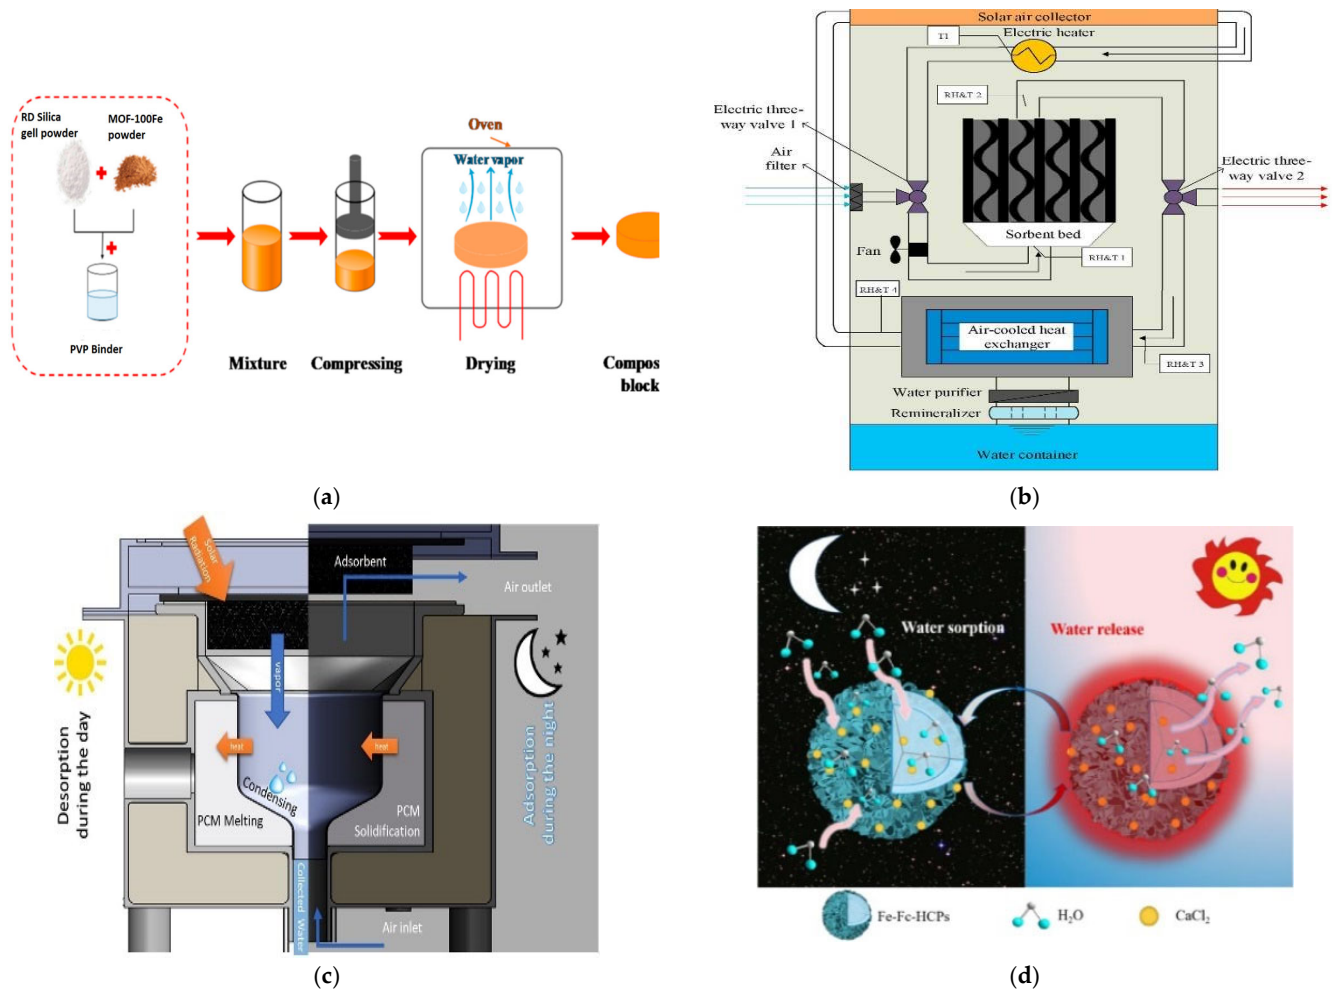 RD Silica
gell powder
MOF-100Fe
powder
PVP Binder
Oven
Water vapor
Mixture
Compressing
Drying
Compos
block
(a)
Solar air collector
T1
Electric heater
RH&T 2
Electric three-
way valve 1
Air
filter
Electric three-
way valve 2
Sorbent bed
Fan
RH&T 1
RH&T 4
Air-cooled heat
exchanger
RH&T 3
Water purifier
Remineralizer
Water container
(b)
Solar
Radiation
Adsorbent
Air outlet
vapor
Desorption
during the day
Adsorption
during the night
heat
heat
Condensing
PCM Melting
PCM
Solidification
Collected Water
Air inlet
(c)
Water sorption
Water release
Fe-Fc-HCPs
H2O
CaCl2
(d)